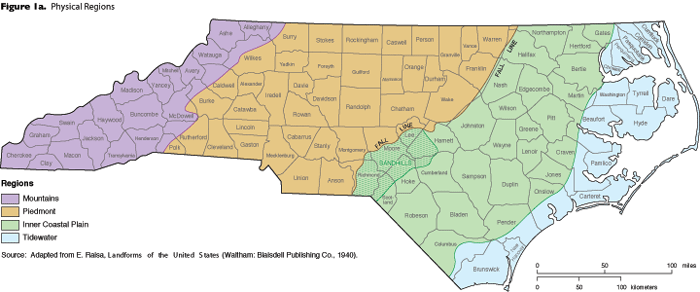 Figure 1a. Physical Regions
Ashe
Alleghany
Surry
Stokes
Rockingham
Caswell
Person
Granville
Vance
Warren
Northampton
Gates
Hertford
Halifax
Watauga
Wilkes
Yadkin
Forsyth
Guilford
Alamance
Orange
Durham
Franklin
FALL LINE
Bertie
Mitchell
Avery
Caldwell
Alexander
Iredell
Davie
Davidson
Randolph
Chatham
Wake
Nash
Edgecombe
Martin
Washington
Tyrrell
Dare
Madison
Yancey
Burke
Catawba
Rowan
Wilson
Pitt
Beaufort
Hyde
Swain
Haywood
Buncombe
McDowell
Lincoln
Cabarrus
Stanly
Montgomery
Moore
FALL LINE
Lee
Harnett
Johnston
Greene
Wayne
Lenoir
Craven
Pamlico
Graham
Jackson
Henderson
Rutherford
Cleveland
Gaston
Mecklenburg
SANDHILLS
Cherokee
Macon
Clay
Transylvania
Polk
Union
Anson
Richmond
Hoke
Cumberland
Sampson
Duplin
Jones
Onslow
Carteret
Scotland
Robeson
Bladen
Pender
Columbus
Brunswick
New Hanover
Regions
Mountains
Piedmont
Inner Coastal Plain
Tidewater
Source: Adapted from E. Raisa, Landforms of the United States (Waltham: Blaisdell Publishing Co., 1940).
0 50 100 miles
0 50 100 kilometers